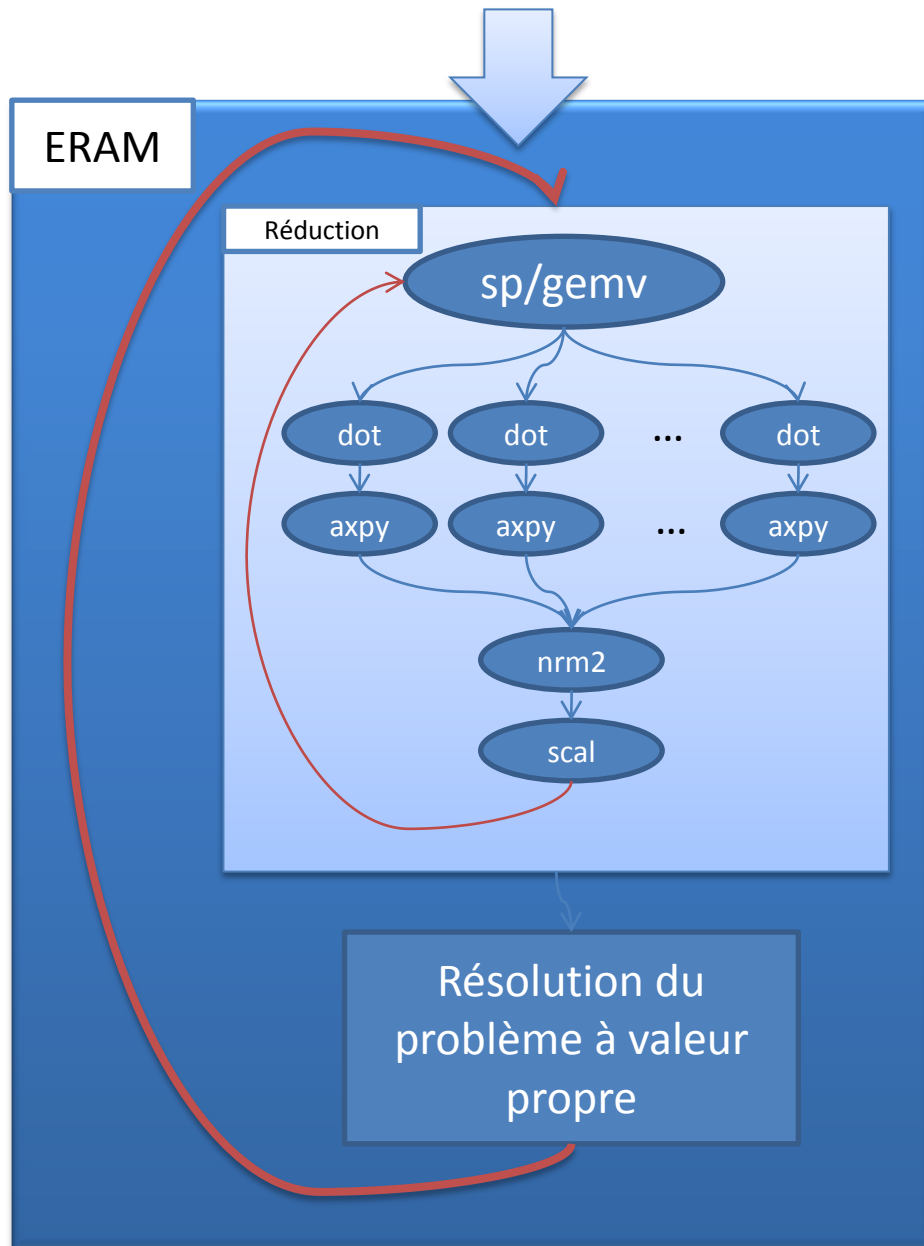 ERAM
Réduction
sp/gemv
dot dot ... dot
axpy axpy ... axpy
nrm2
scal
Résolution du
problème à valeur
propre